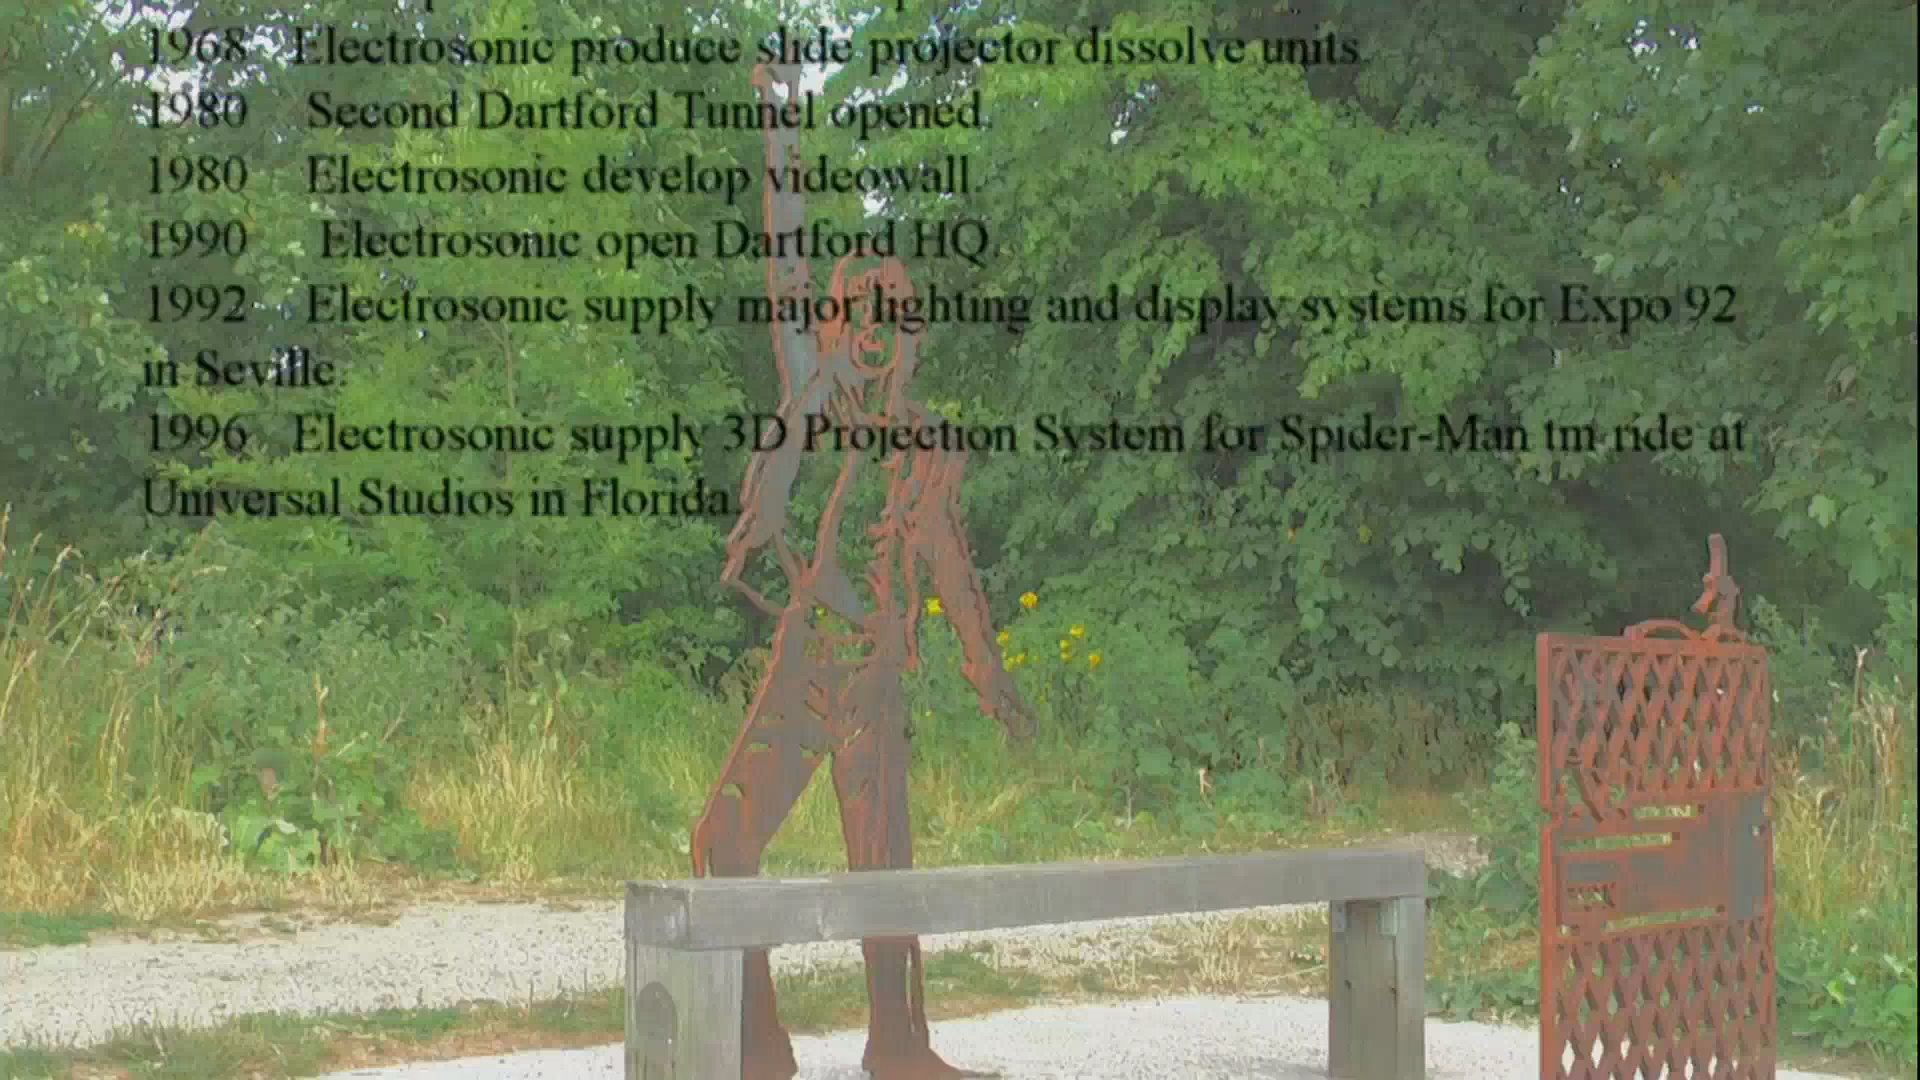 1968 Electrosonic produce slide projector dissolve units.
1980 Second Dartford Tunnel opened.
1980 Electrosonic develop videowall.
1990 Electrosonic open Dartford HQ.
1992 Electrosonic supply major lighting and display systems for Expo 92
in Seville.
1996 Electrosonic supply 3D Projection System for Spider-Man tm ride at
Universal Studios in Florida.